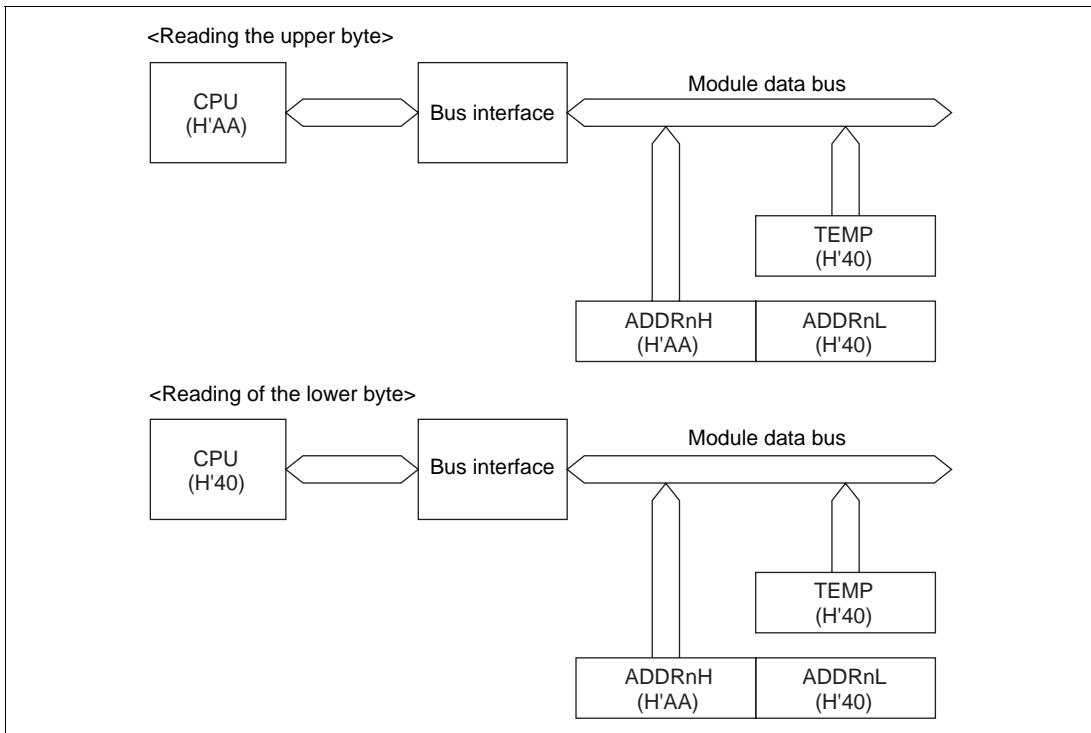 <Reading the upper byte>
CPU
(H'AA)
Bus interface
Module data bus
TEMP
(H'40)
ADDRnH
(H'AA)
ADDRnL
(H'40)
<Reading of the lower byte>
CPU
(H'40)
Bus interface
Module data bus
TEMP
(H'40)
ADDRnH
(H'AA)
ADDRnL
(H'40)